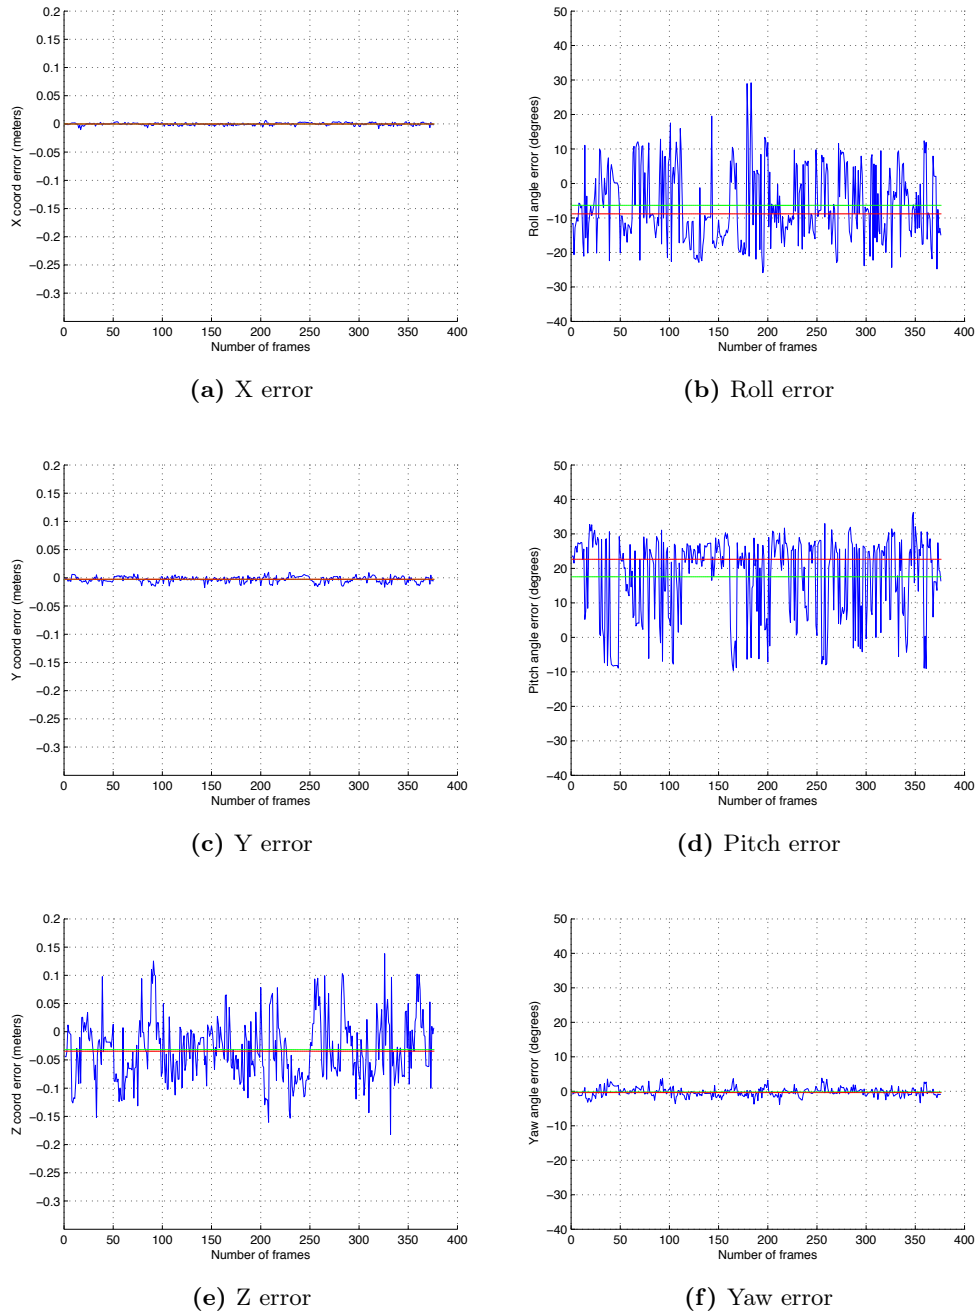 0.2
0.15
0.1
0.05
0
−0.05
−0.1
−0.15
−0.2
−0.25
−0.3
X coord error (meters)
0 50 100 150 200 250 300 350 400
Number of frames
(a) X error
50
40
30
20
10
0
−10
−20
−30
−40
Roll angle error (degrees)
0 50 100 150 200 250 300 350 400
Number of frames
(b) Roll error
0.2
0.15
0.1
0.05
0
−0.05
−0.1
−0.15
−0.2
−0.25
−0.3
Y coord error (meters)
0 50 100 150 200 250 300 350 400
Number of frames
(c) Y error
50
40
30
20
10
0
−10
−20
−30
−40
Pitch angle error (degrees)
0 50 100 150 200 250 300 350 400
Number of frames
(d) Pitch error
0.2
0.15
0.1
0.05
0
−0.05
−0.1
−0.15
−0.2
−0.25
−0.3
Z coord error (meters)
0 50 100 150 200 250 300 350 400
Number of frames
(e) Z error
50
40
30
20
10
0
−10
−20
−30
−40
Yaw angle error (degrees)
0 50 100 150 200 250 300 350 400
Number of frames
(f) Yaw error